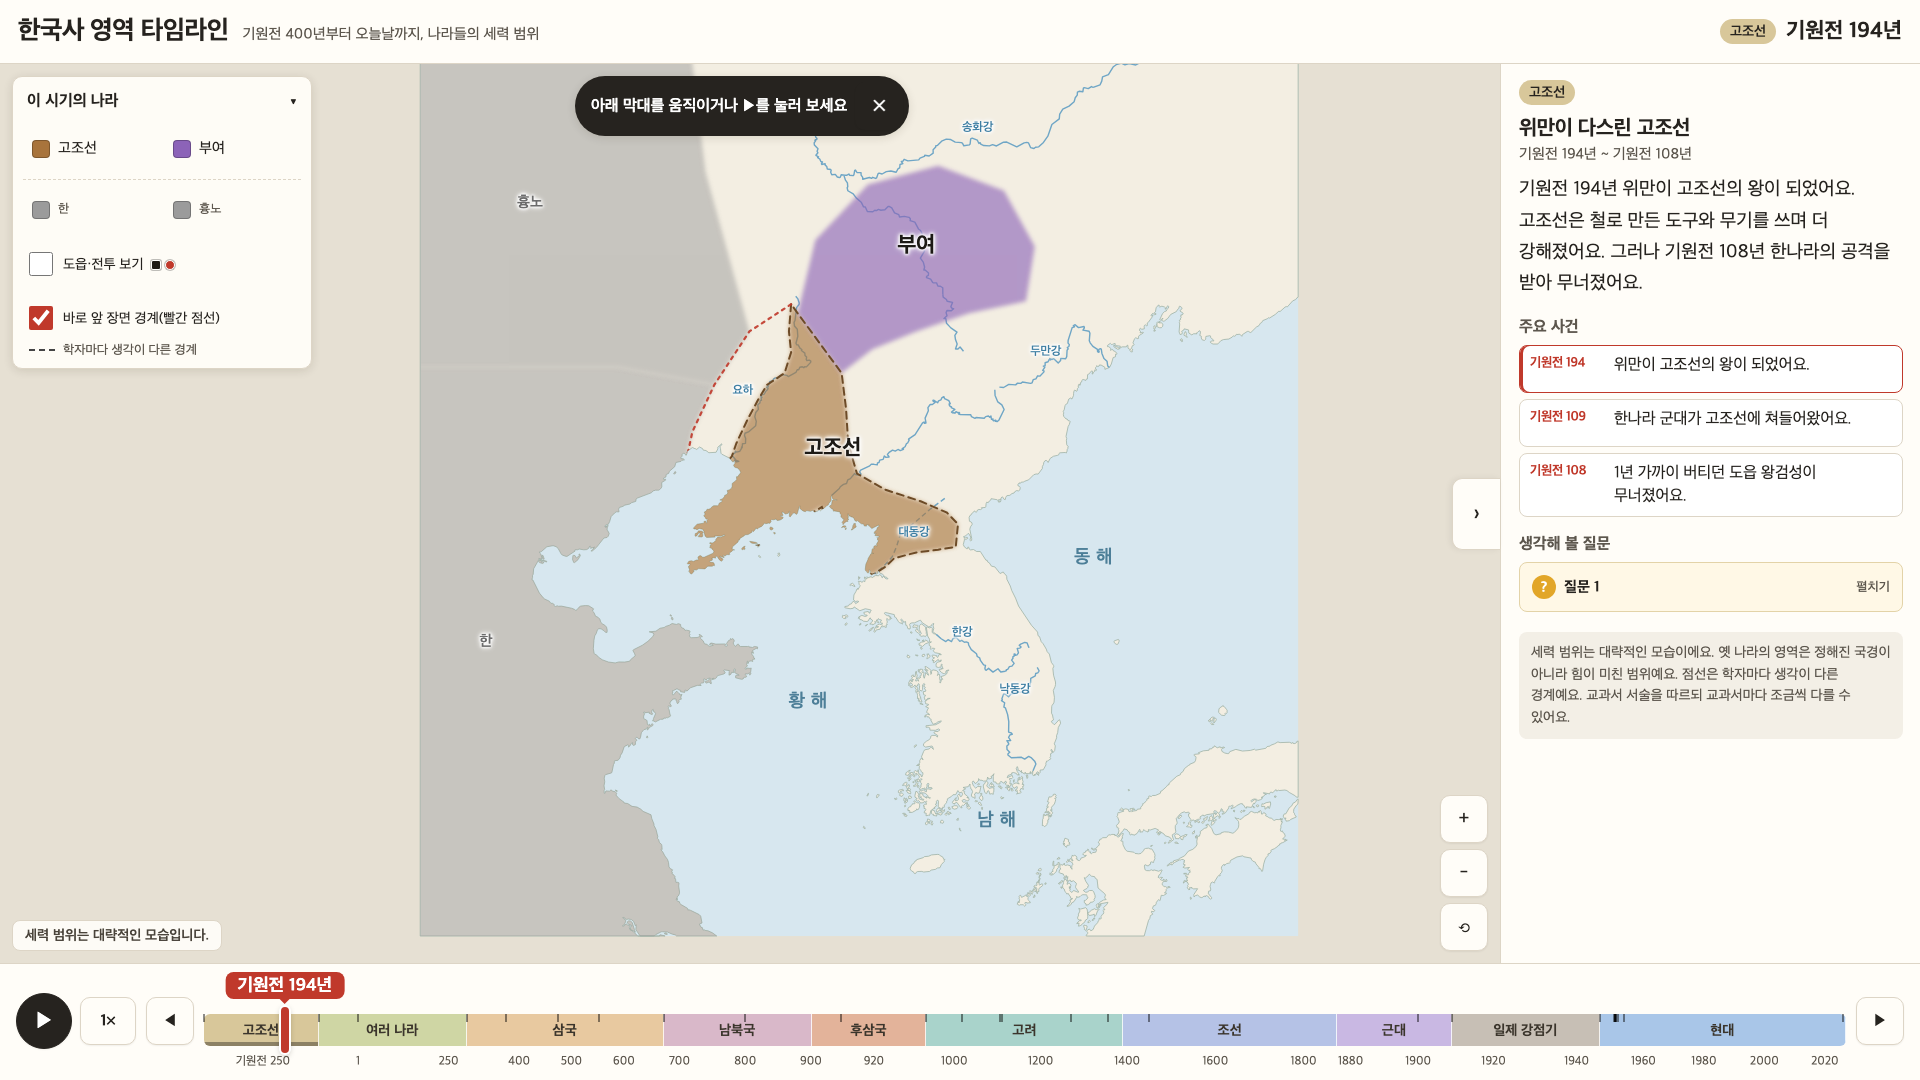 한국사 영역 타임라인
기원전 400년부터 오늘날까지, 나라들의 세력 범위
고조선
기원전 194년
이 시기의 나라
고조선
부여
한
흉노
도읍·전투 보기
바로 앞 장면 경계(빨간 점선)
학자마다 생각이 다른 경계
아래 막대를 움직이거나 ▶를 눌러 보세요
송화강
흉노
부여
두만강
요하
고조선
대동강
동 해
한
한강
낙동강
황 해
남 해
세력 범위는 대략적인 모습입니다.
고조선
위만이 다스린 고조선
기원전 194년 ~ 기원전 108년
기원전 194년 위만이 고조선의 왕이 되었어요.
고조선은 철로 만든 도구와 무기를 쓰며 더
강해졌어요. 그러나 기원전 108년 한나라의 공격을
받아 무너졌어요.
주요 사건
기원전 194 위만이 고조선의 왕이 되었어요.
기원전 109 한나라 군대가 고조선에 쳐들어왔어요.
기원전 108 1년 가까이 버티던 도읍 왕검성이
무너졌어요.
생각해 볼 질문
? 질문 1 펼치기
세력 범위는 대략적인 모습이에요. 옛 나라의 영역은 정해진 국경이
아니라 힘이 미친 범위예요. 점선은 학자마다 생각이 다른
경계예요. 교과서 서술을 따르되 교과서마다 조금씩 다를 수
있어요.
기원전 194년
1×
고조선 여러 나라 삼국 남북국 후삼국 고려 조선 근대 일제 강점기 현대
기원전 250 1 250 400 500 600 700 800 900 920 1000 1200 1400 1600 1800 1880 1900 1920 1940 1960 1980 2000 2020